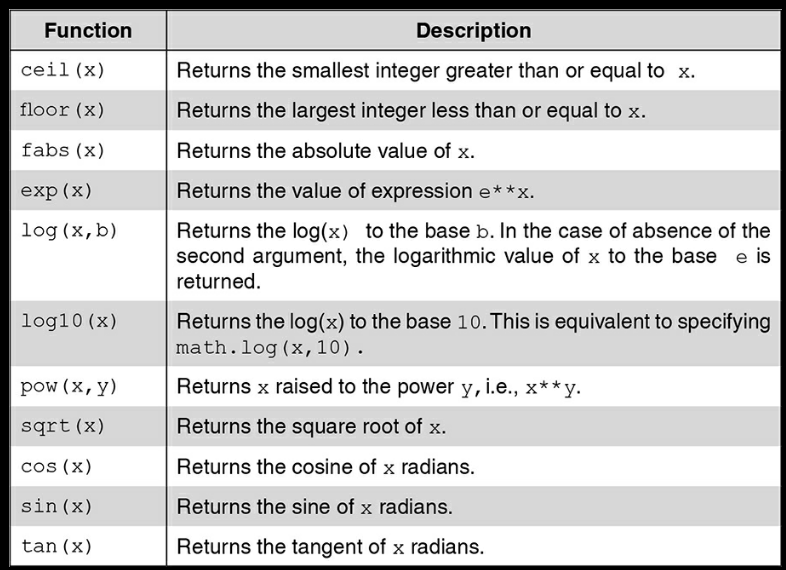 Function Description
ceil(x) Returns the smallest integer greater than or equal to x.
floor(x) Returns the largest integer less than or equal to x.
fabs(x) Returns the absolute value of x.
exp(x) Returns the value of expression e**x.
log(x,b) Returns the log(x) to the base b. In the case of absence of the
second argument, the logarithmic value of x to the base e is
returned.
log10(x) Returns the log(x) to the base 10. This is equivalent to specifying
math.log(x,10).
pow(x,y) Returns x raised to the power y, i.e., x**y.
sqrt(x) Returns the square root of x.
cos(x) Returns the cosine of x radians.
sin(x) Returns the sine of x radians.
tan(x) Returns the tangent of x radians.